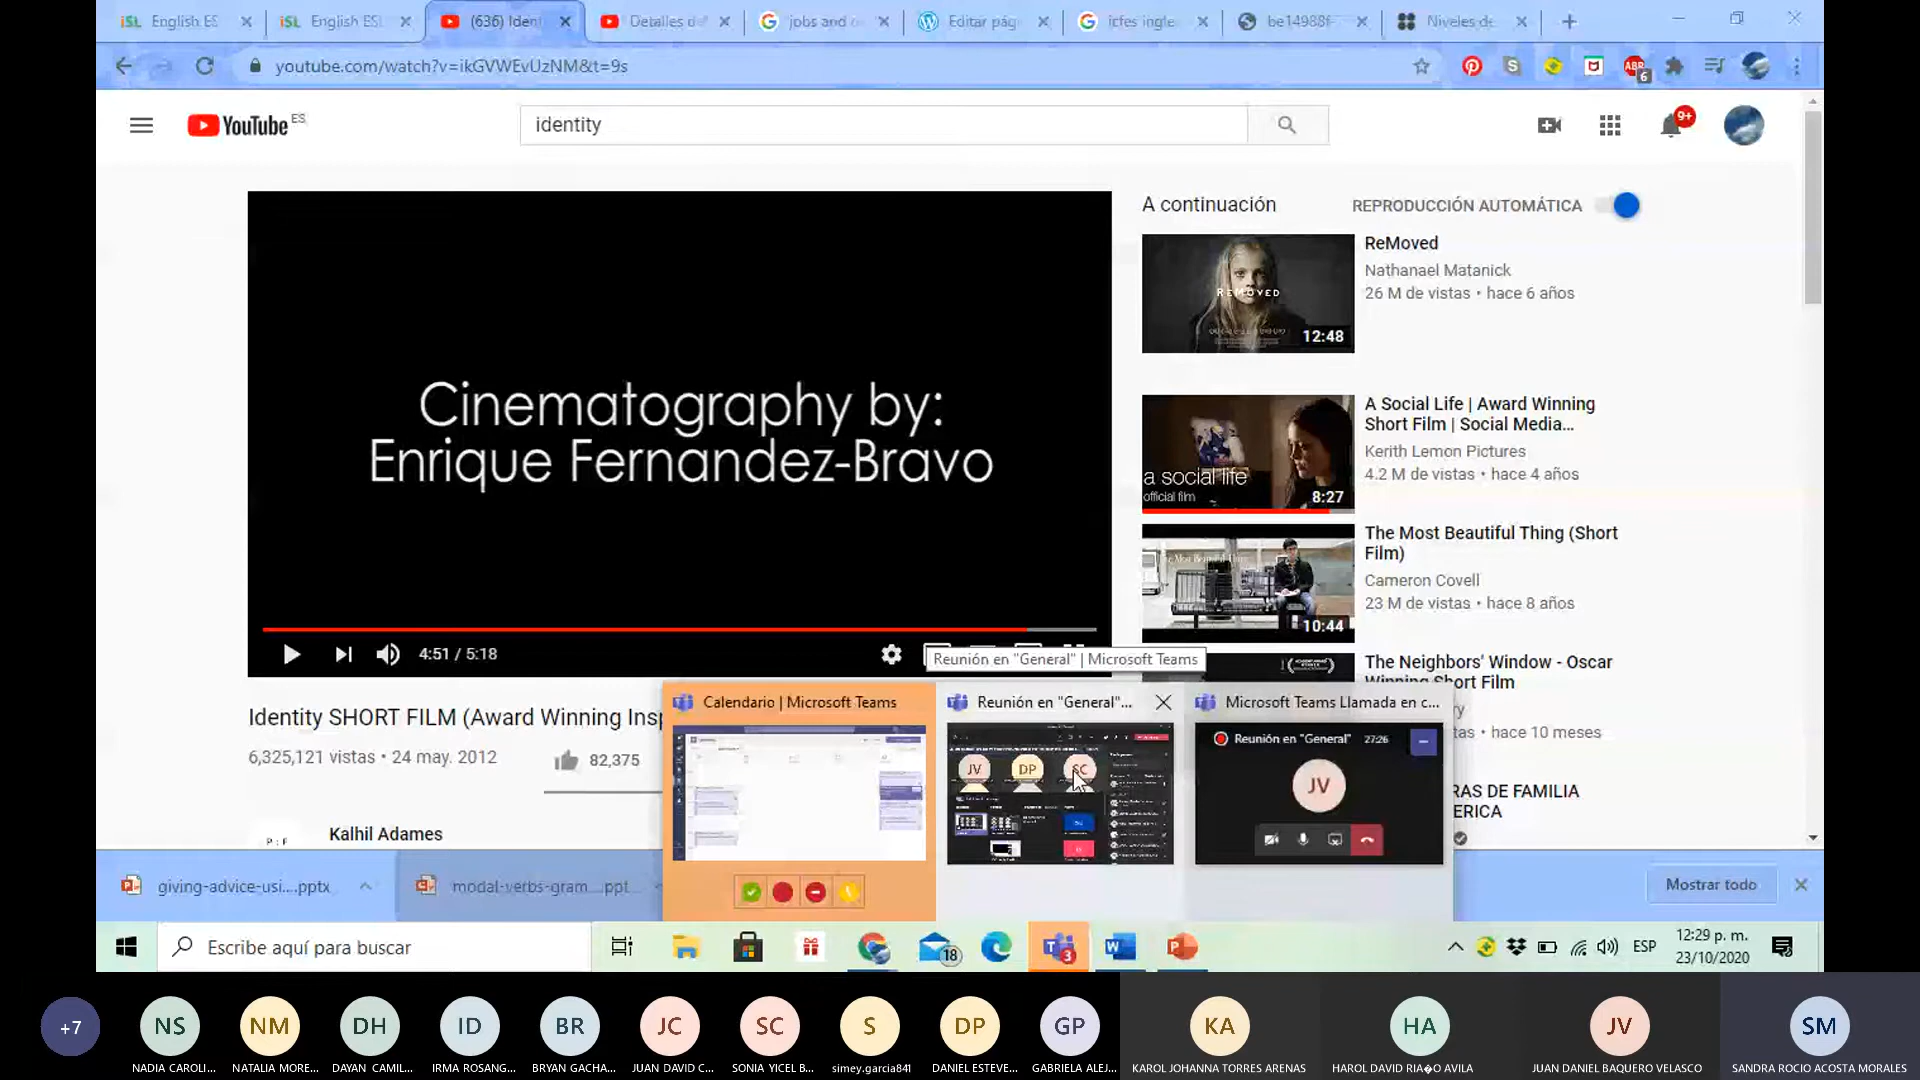 English ES
English ESL
(636) Iden
Detalles de
jobs and o
Editar pág
icfes ingle
be14988f-
Niveles de
youtube.com/watch?v=ikGVWEvUzNM&t=9s
ABP
6
YouTube ES
identity
9+
Cinematography by:
Enrique Fernandez-Bravo
4:51 / 5:18
A continuación
REPRODUCCIÓN AUTOMÁTICA
REMOVED
12:48
ReMoved
Nathanael Matanick
26 M de vistas • hace 6 años
a social life
official film
8:27
A Social Life | Award Winning
Short Film | Social Media...
Kerith Lemon Pictures
4.2 M de vistas • hace 4 años
10:44
The Most Beautiful Thing (Short
Film)
Cameron Covell
23 M de vistas • hace 8 años
The Neighbors' Window - Oscar
Winning Short Film
ry
tas • hace 10 meses
RAS DE FAMILIA
ERICA
Reunión en "General" | Microsoft Teams
Identity SHORT FILM (Award Winning Insp
6,325,121 vistas • 24 may. 2012
82,375
Kalhil Adames
P : F
Calendario | Microsoft Teams
Reunión en "General"...
JV
DP
SC
Microsoft Teams Llamada en c...
Reunión en "General" 27:26
JV
giving-advice-usi....pptx
modal-verbs-gram....ppt
Mostrar todo
Escribe aquí para buscar
18
3
ESP
12:29 p. m.
23/10/2020
+7
NS
NM
DH
ID
BR
JC
SC
S
DP
GP
KA
HA
JV
SM
NADIA CAROLI...
NATALIA MORE...
DAYAN CAMIL...
IRMA ROSANG...
BRYAN GACHA...
JUAN DAVID C...
SONIA YICEL B...
simey.garcia841
DANIEL ESTEVE...
GABRIELA ALEJ...
KAROL JOHANNA TORRES ARENAS
HAROL DAVID RIA�O AVILA
JUAN DANIEL BAQUERO VELASCO
SANDRA ROCIO ACOSTA MORALES